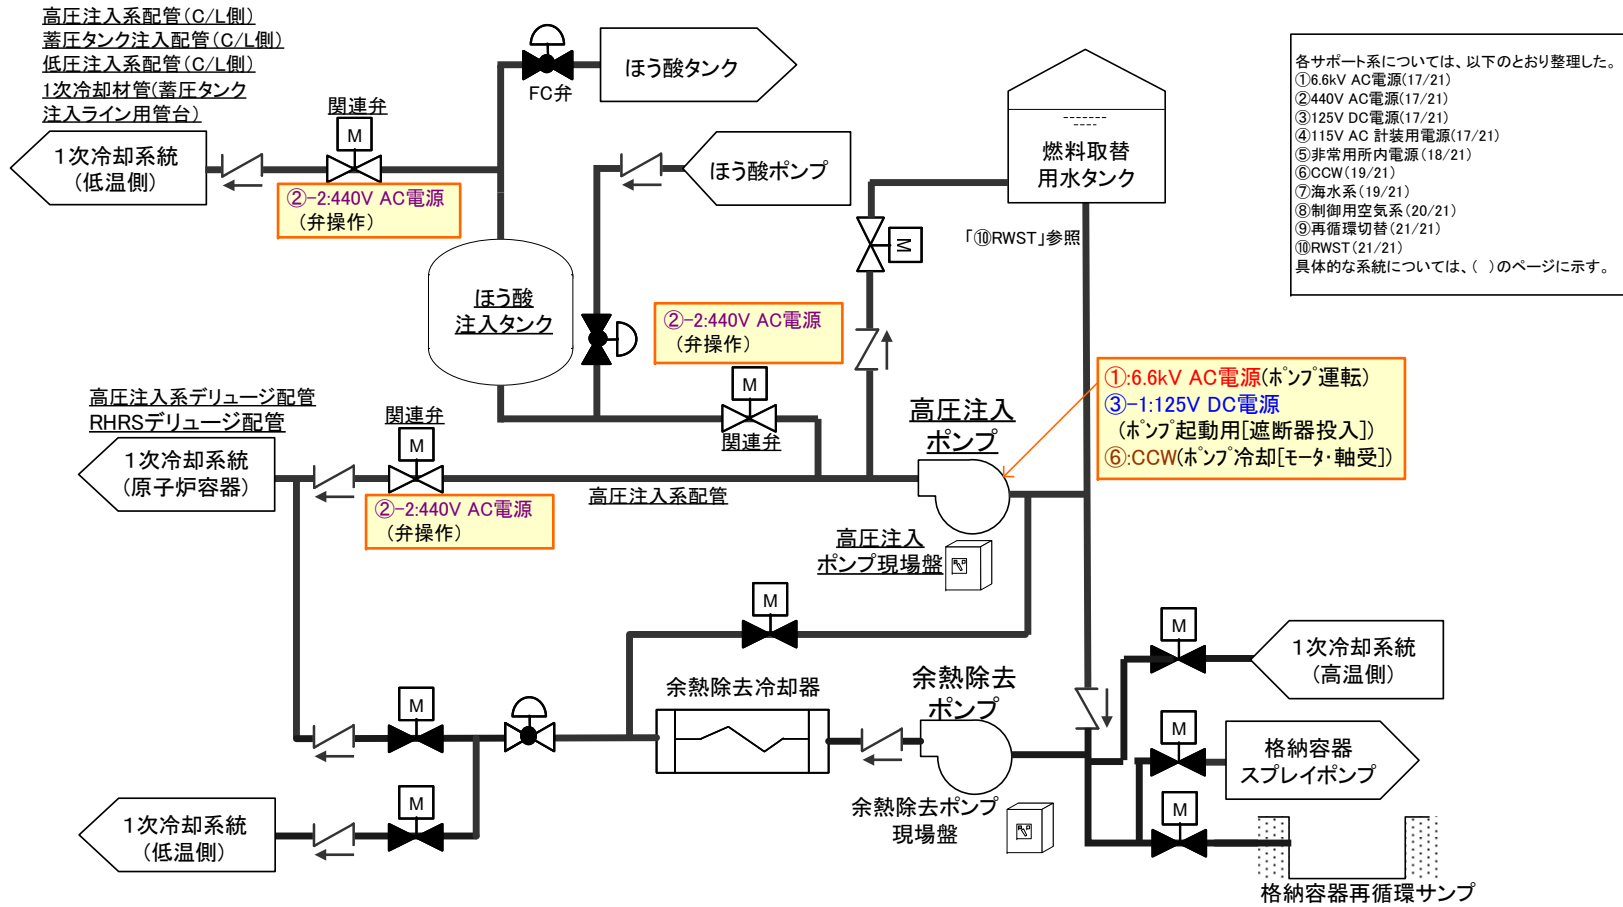 高圧注入系配管(C/L側)
蓄圧タンク注入配管(C/L側)
低圧注入系配管(C/L側)
1次冷却材管(蓄圧タンク
注入ライン用管台)
関連弁
M
1次冷却系統
(低温側)
②-2:440V AC電源
(弁操作)
FC弁
ほう酸タンク
ほう酸ポンプ
燃料取替
用水タンク
M
「⑩RWST」参照
各サポート系については、以下のとおり整理した。
①6.6kV AC電源(17/21)
②440V AC電源(17/21)
③125V DC電源(17/21)
④115V AC 計装用電源(17/21)
⑤非常用所内電源(18/21)
⑥CCW(19/21)
⑦海水系(19/21)
⑧制御用空気系(20/21)
⑨再循環切替(21/21)
⑩RWST(21/21)
具体的な系統については、( )のページに示す。
ほう酸
注入タンク
②-2:440V AC電源
(弁操作)
M
関連弁
高圧注入
ポンプ
①:6.6kV AC電源(ポンプ運転)
③-1:125V DC電源
(ポンプ起動用[遮断器投入])
⑥:CCW(ポンプ冷却[モータ・軸受])
高圧注入系デリュージ配管
RHRSデリュージ配管
関連弁
M
1次冷却系統
(原子炉容器)
②-2:440V AC電源
(弁操作)
高圧注入系配管
高圧注入
ポンプ現場盤
M
M
1次冷却系統
(高温側)
余熱除去冷却器
余熱除去
ポンプ
M
M
格納容器
スプレイポンプ
M
1次冷却系統
(低温側)
余熱除去ポンプ
現場盤
M
格納容器再循環サンプ